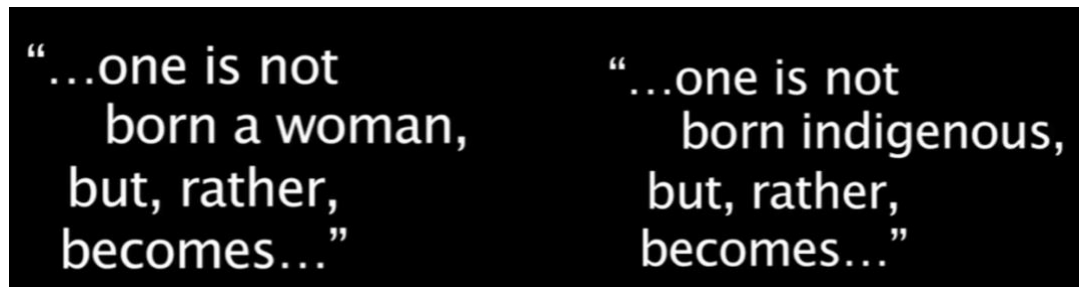 “…one is not
born a woman,
but, rather,
becomes…”
“…one is not
born indigenous,
but, rather,
becomes…”